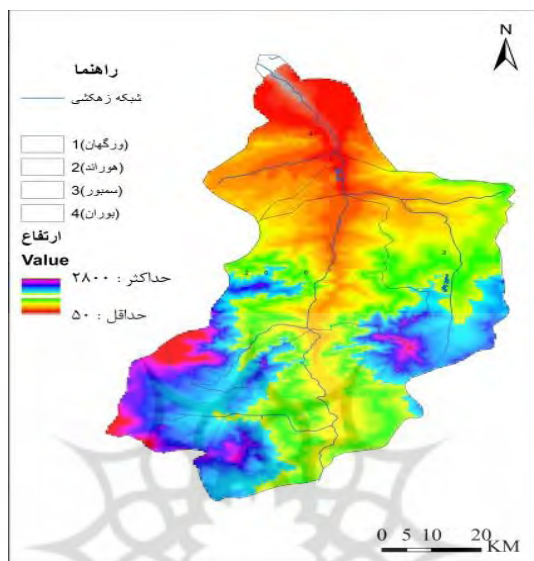 N
راهنما
شبکه زهکشی
1(ورگهان)
2(هوراند)
3(سمبور)
4(بوران)
ارتفاع
Value
حداکثر : ۲۸۰۰
حداقل : ۵۰
0 5 10 20
KM